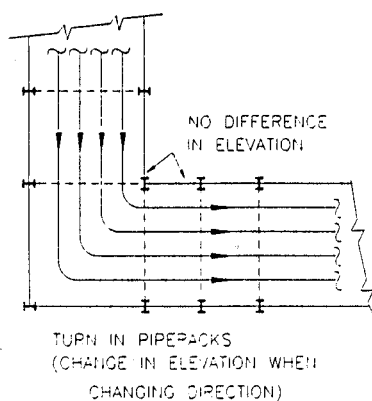 NO DIFFERENCE
IN ELEVATION
TURN IN PIPERACKS
(CHANGE IN ELEVATION WHEN
CHANGING DIRECTION)